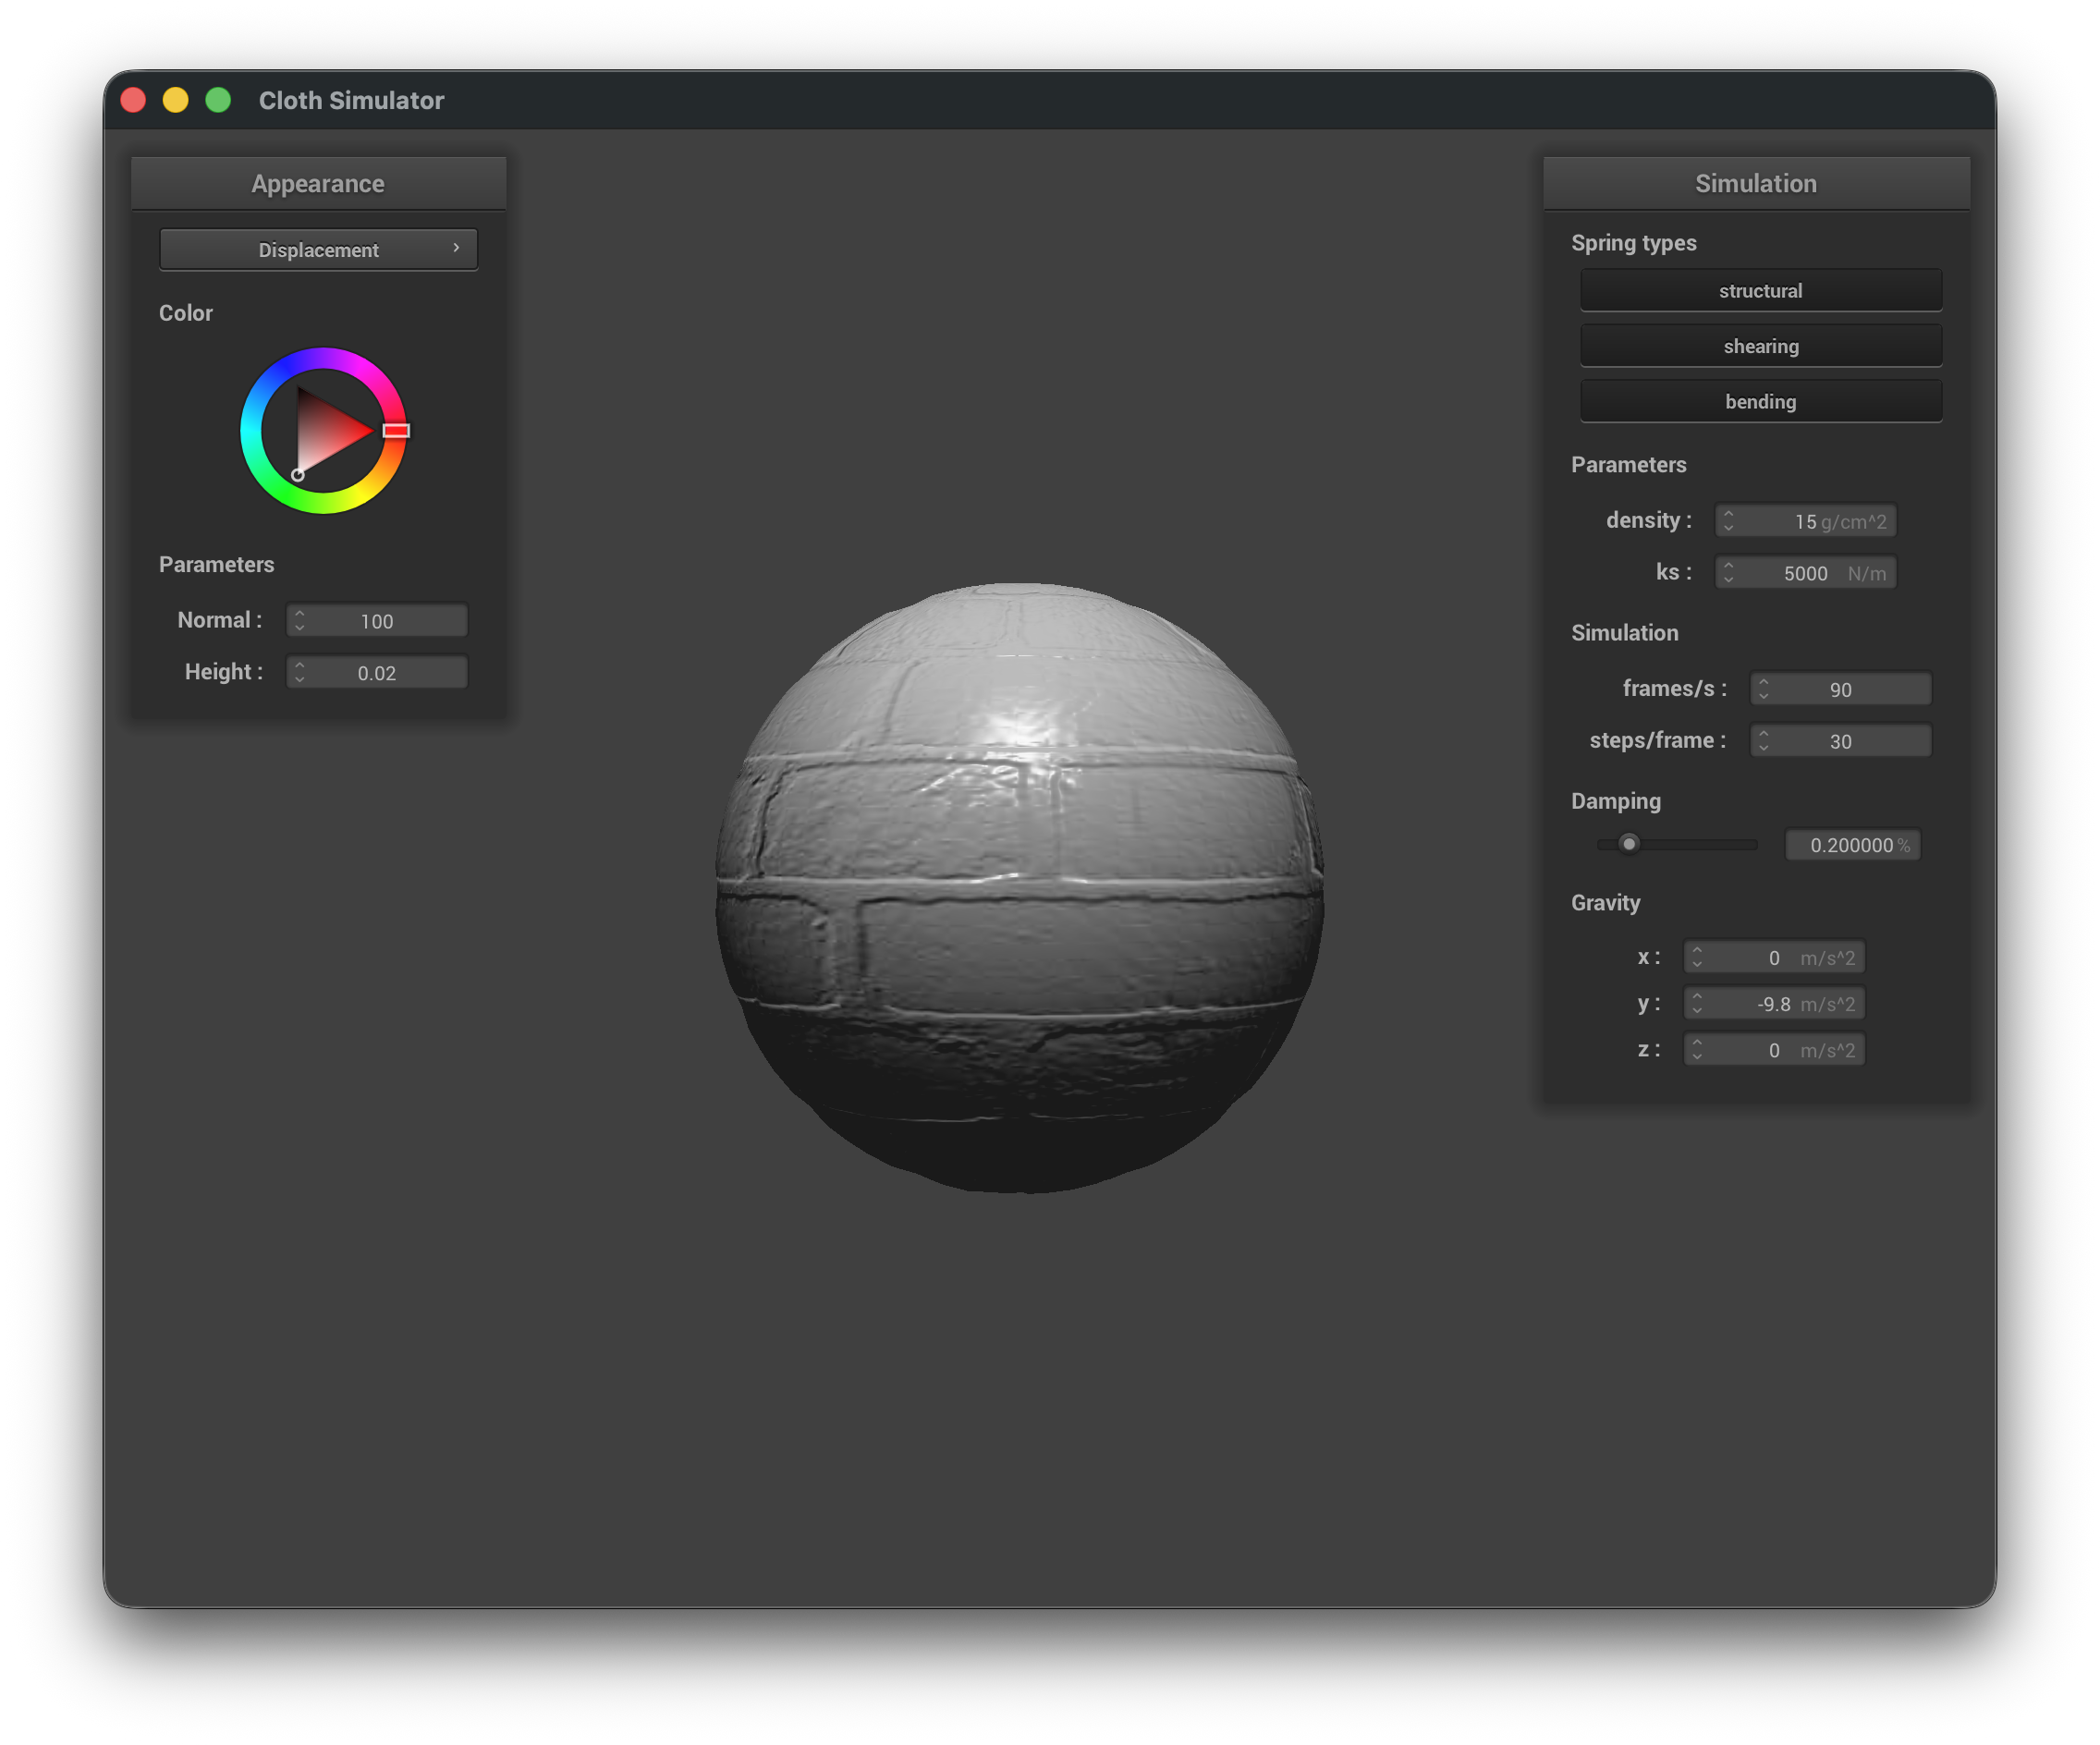 Cloth Simulator
Appearance
Displacement
Color
Parameters
Normal : 100
Height : 0.02
Simulation
Spring types
structural
shearing
bending
Parameters
density : 15 g/cm^2
ks : 5000 N/m
Simulation
frames/s : 90
steps/frame : 30
Damping
0.200000 %
Gravity
x : 0 m/s^2
y : -9.8 m/s^2
z : 0 m/s^2